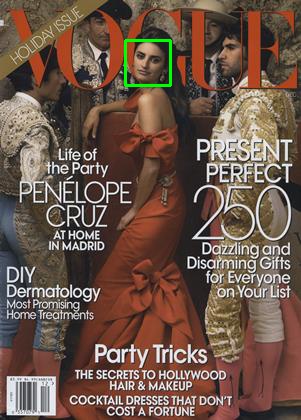 HOLIDAY ISSUE
VOGUE
Life of
the Party
PENÉLOPE
CRUZ
AT HOME
IN MADRID
PRESENT
PERFECT
250
Dazzling and
Disarming Gifts
for Everyone
on Your List
DIY
Dermatology
Most Promising
Home Treatments
Party Tricks
THE SECRETS TO HOLLYWOOD
HAIR & MAKEUP
COCKTAIL DRESSES THAT DON'T
COST A FORTUNE